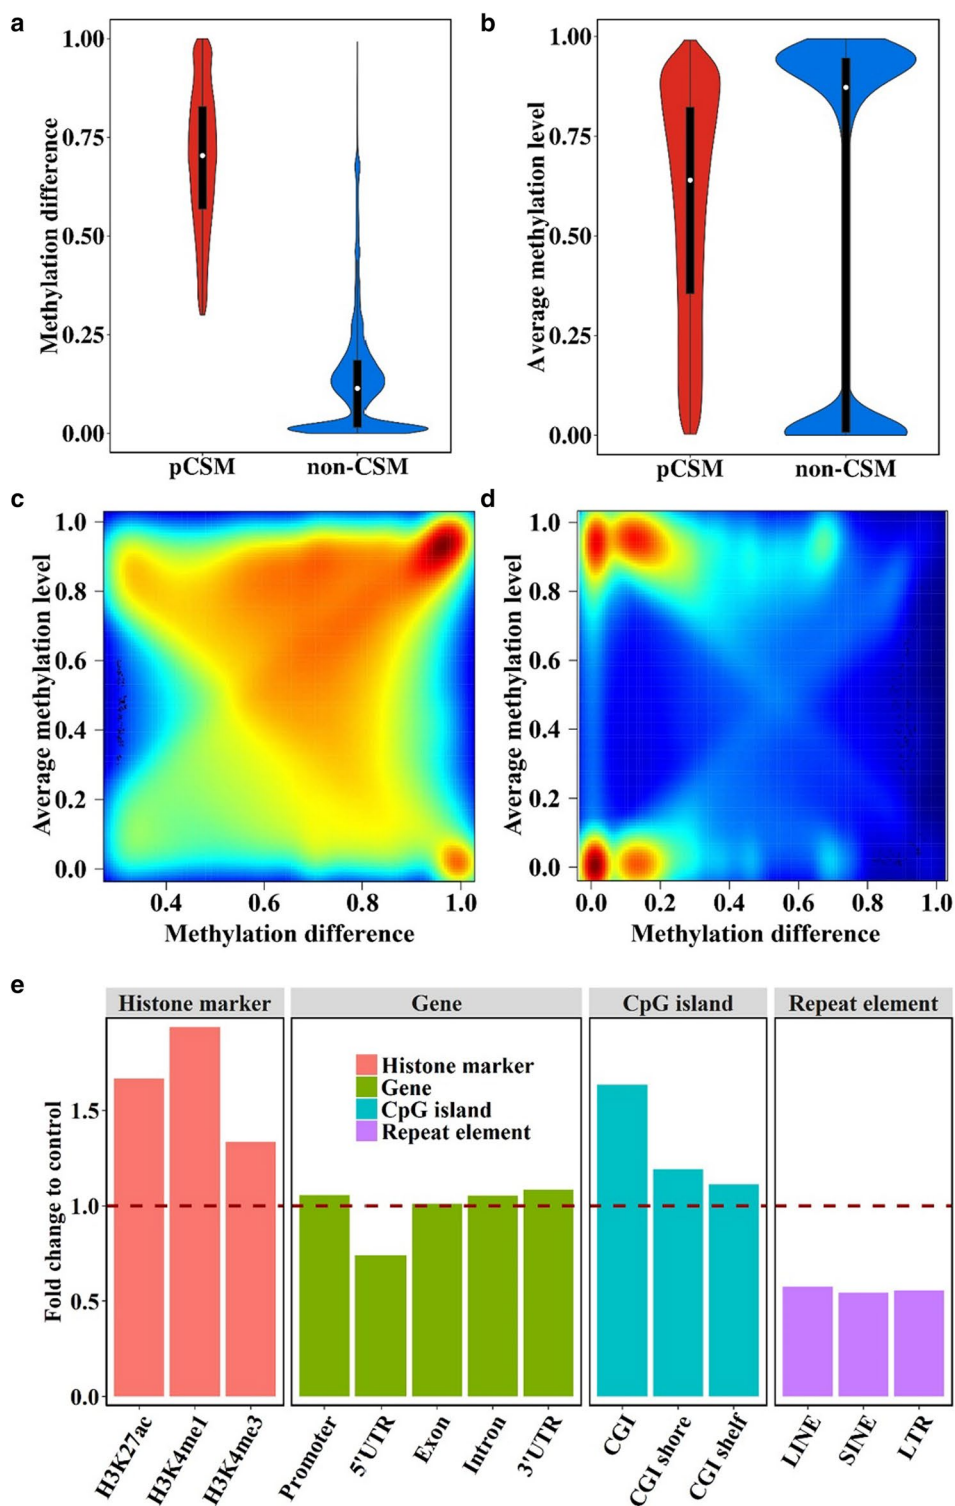 a
b
1.00
0.75
0.50
0.25
0.00
Methylation difference
pCSM
non-CSM
1.00
0.75
0.50
0.25
0.00
Average methylation level
pCSM
non-CSM
c
d
1.0
0.8
0.6
0.4
0.2
0.0
Average methylation level
0.4
0.6
0.8
1.0
Methylation difference
1.0
0.8
0.6
0.4
0.2
0.0
Average methylation level
0.0
0.2
0.4
0.6
0.8
1.0
Methylation difference
e
Histone marker
Gene
CpG island
Repeat element
Histone marker
Gene
CpG island
Repeat element
1.5
1.0
0.5
0.0
Fold change to control
H3K27ac
H3K4me1
H3K4me3
Promoter
5'UTR
Exon
Intron
3'UTR
CGI
CGI shore
CGI shelf
LINE
SINE
LTR